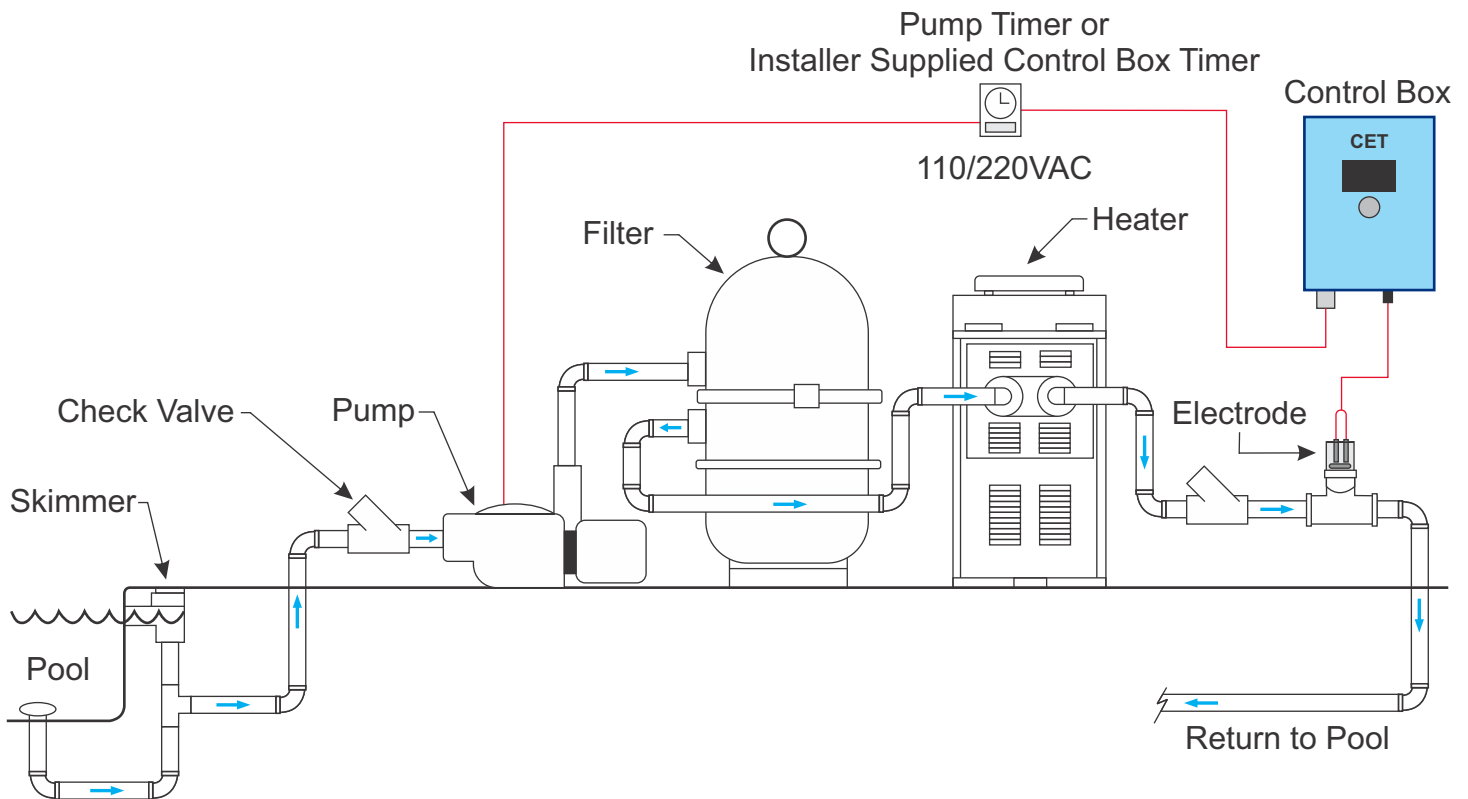 Pump Timer or
Installer Supplied Control Box Timer
Control Box
CET
110/220VAC
Filter
Heater
Check Valve
Pump
Electrode
Skimmer
Pool
Return to Pool